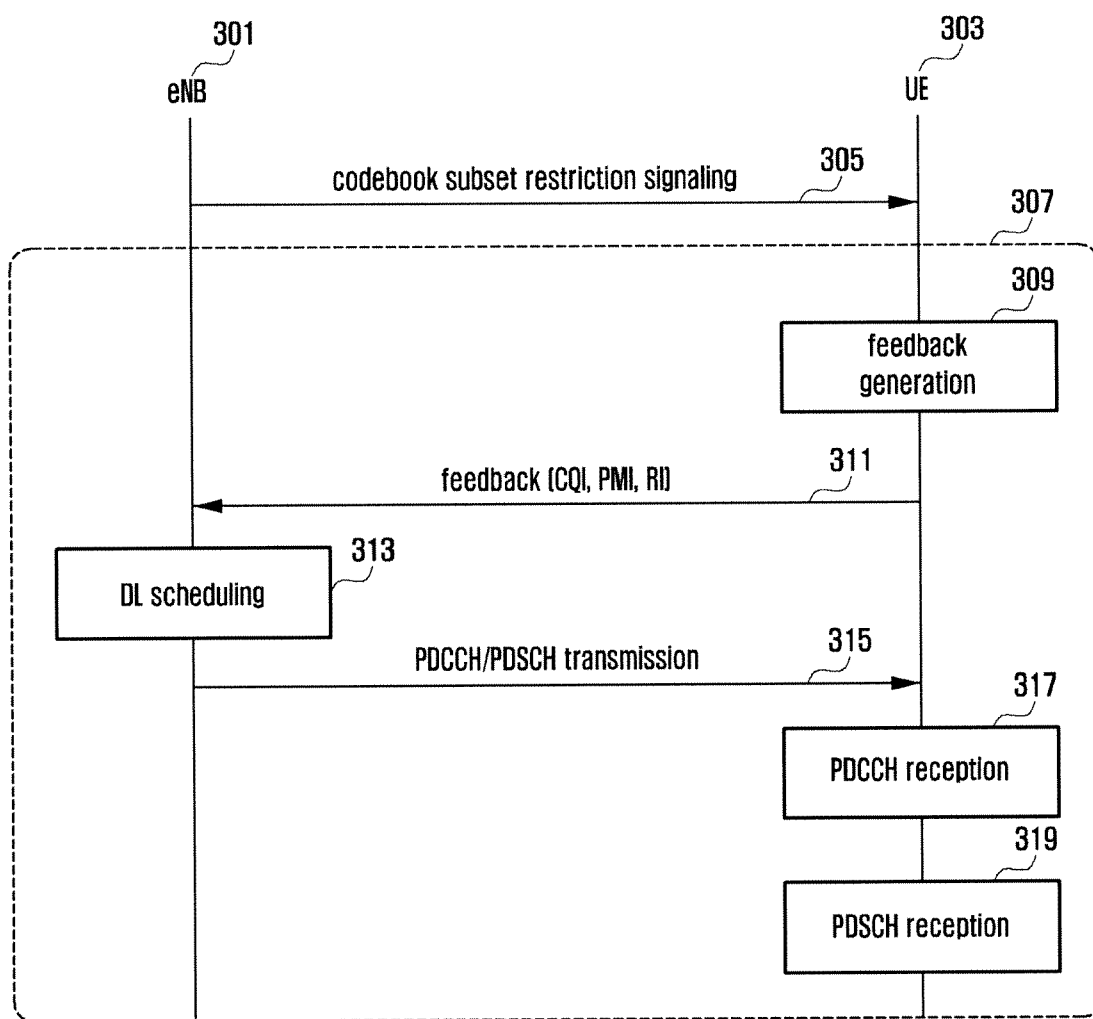 301
303
eNB
UE
305
codebook subset restriction signaling
307
309
feedback
generation
311
feedback (CQI, PMI, RI)
313
DL scheduling
315
PDCCH/PDSCH transmission
317
PDCCH reception
319
PDSCH reception